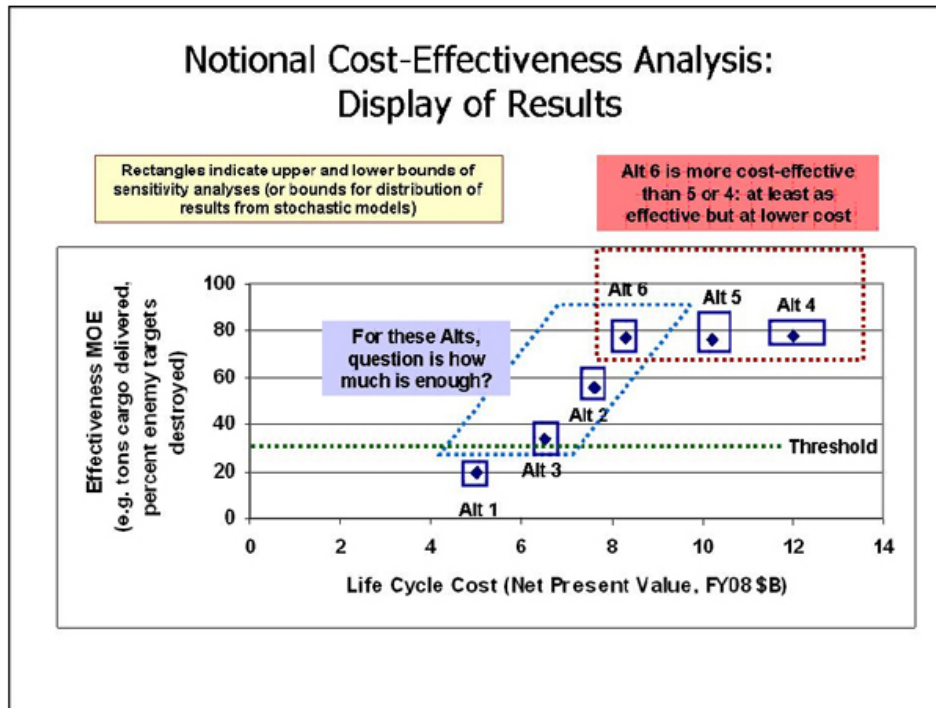 Notional Cost-Effectiveness Analysis:
Display of Results
Rectangles indicate upper and lower bounds of
sensitivity analyses (or bounds for distribution of
results from stochastic models)
Alt 6 is more cost-effective
than 5 or 4: at least as
effective but at lower cost
Effectiveness MOE
(e.g. tons cargo delivered,
percent enemy targets
destroyed)
100
80
60
40
20
0
For these Alts,
question is how
much is enough?
Alt 6
Alt 5
Alt 4
Alt 2
Alt 3
Alt 1
Threshold
0 2 4 6 8 10 12 14
Life Cycle Cost (Net Present Value, FY08 $B)